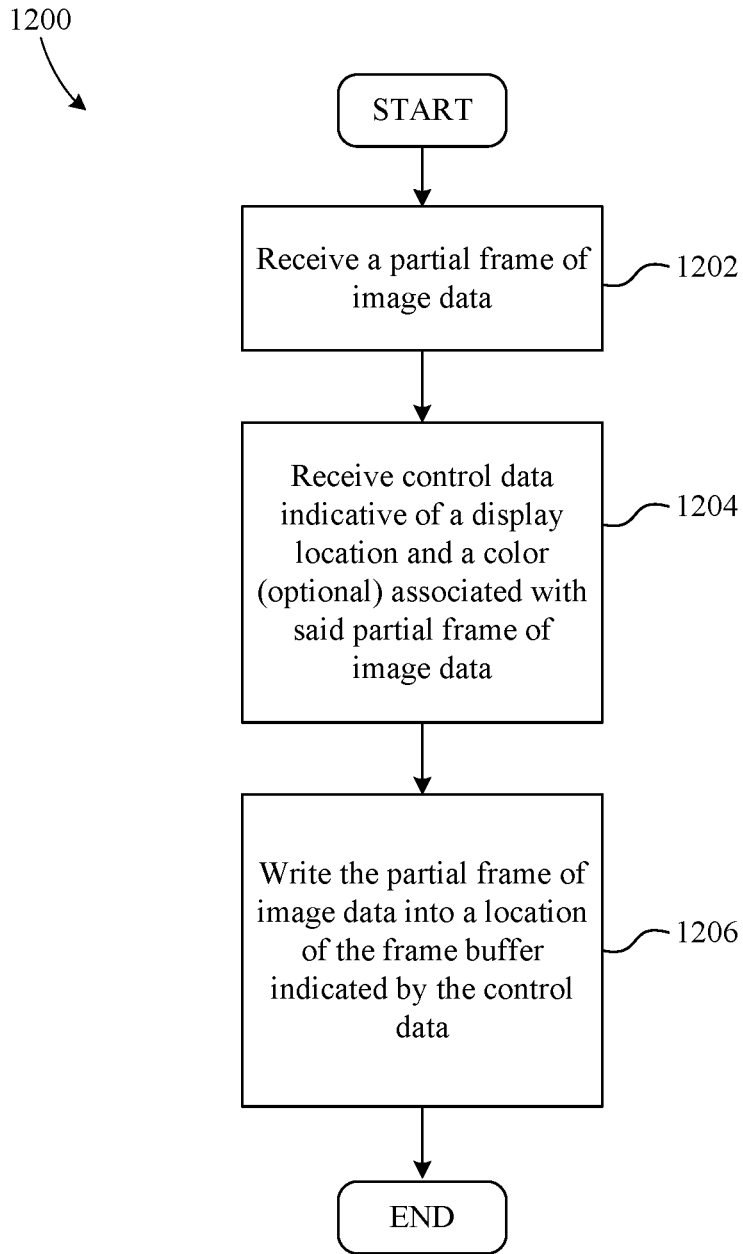 1200
START
Receive a partial frame of
image data
1202
Receive control data
indicative of a display
location and a color
(optional) associated with
said partial frame of
image data
1204
Write the partial frame of
image data into a location
of the frame buffer
indicated by the control
data
1206
END